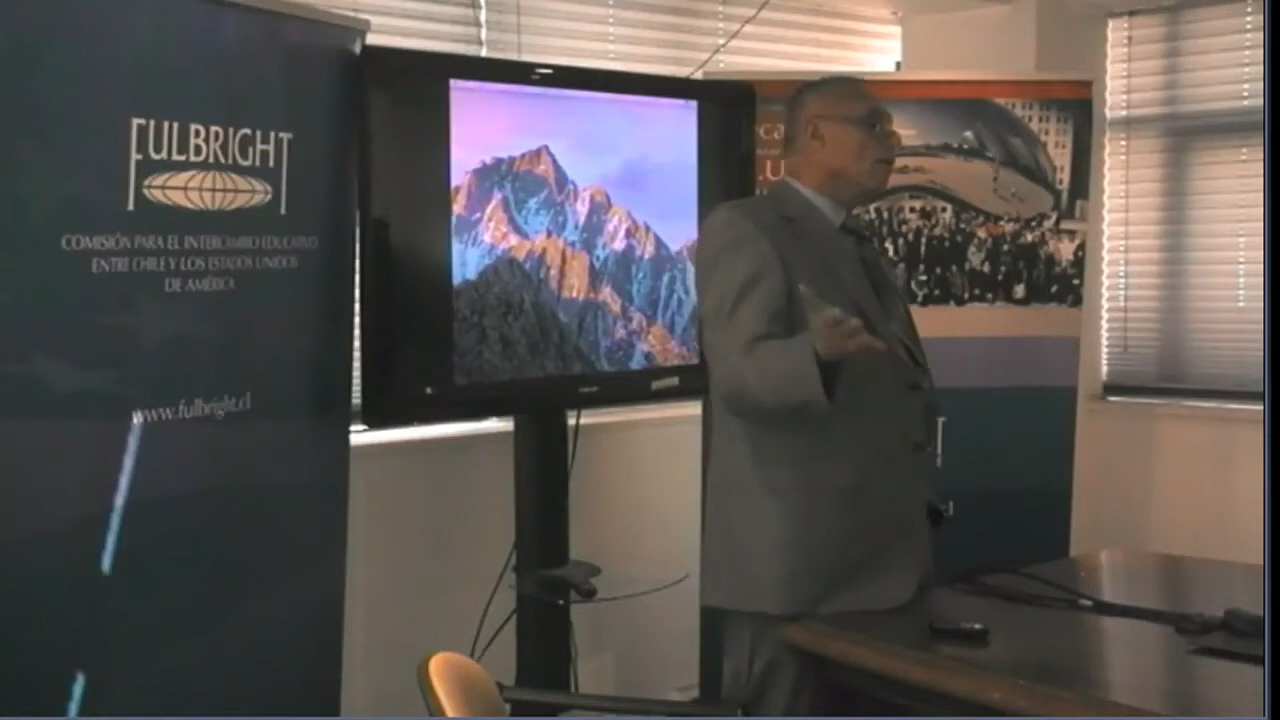 FULBRIGHT
COMISIÓN PARA EL INTERCAMBIO EDUCATIVO
ENTRE CHILE Y LOS ESTADOS UNIDOS
DE AMÉRICA
www.fulbright.cl